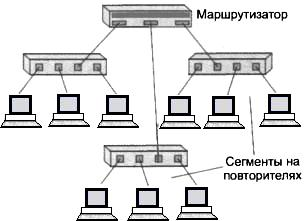 Маршрутизатор
Сегменты на
повторителях